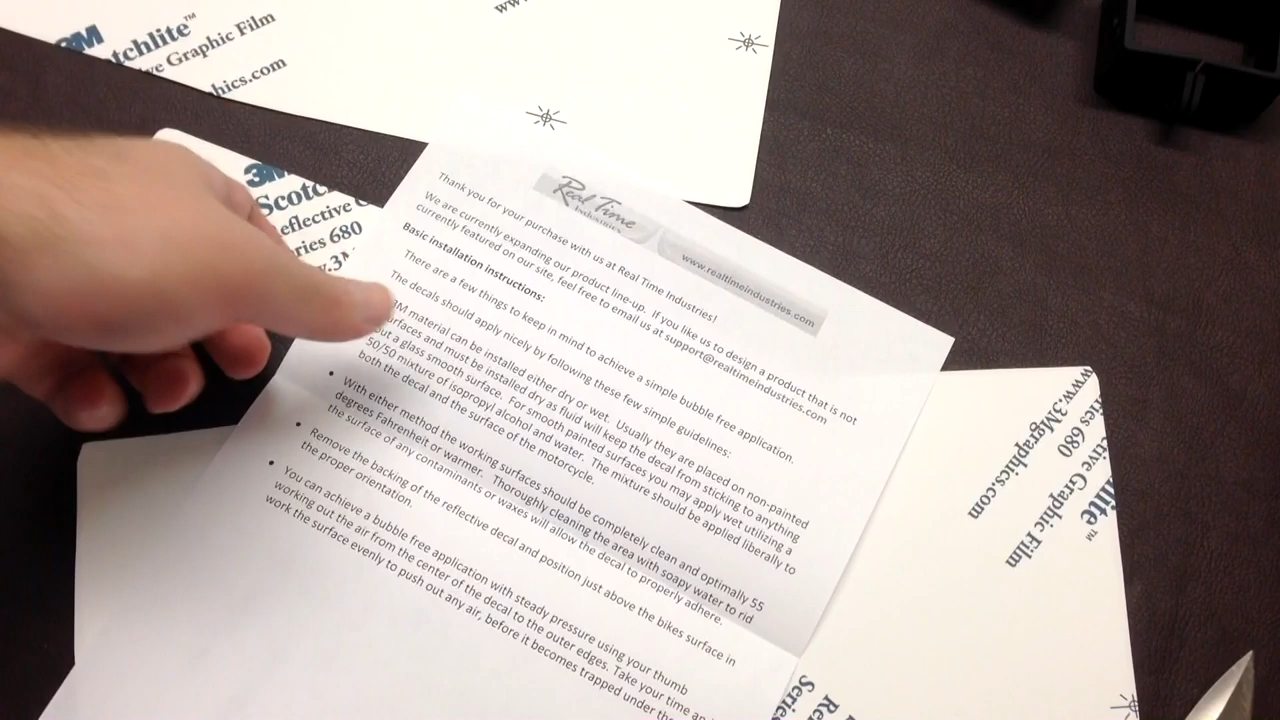 3M
Scotchlite™
Graphic Film
hics.com
3M
effective
ries 680
Real Time
Industries
www.realtimeindustries.com
Thank you for your purchase with us at Real Time Industries!
We are currently expanding our product line-up. If you like us to design a product that is not
currently featured on our site, feel free to email us at support@realtimeindustries.com
Basic installation Instructions:
There are a few things to keep in mind to achieve a simple bubble free application.
The decals should apply nicely by following these few simple guidelines:
3M material can be installed either dry or wet. Usually they are placed on non-painted
surfaces and must be installed dry as fluid will keep the decal from sticking to anything
but a glass smooth surface. For smooth painted surfaces you may apply wet utilizing a
50/50 mixture of isopropyl alcohol and water. The mixture should be applied liberally to
both the decal and the surface of the motorcycle.
• With either method the working surfaces should be completely clean and optimally 55
degrees Fahrenheit or warmer. Thoroughly cleaning the area with soapy water to rid
the surface of any contaminants or waxes will allow the decal to properly adhere.
• Remove the backing of the reflective decal and position just above the bikes surface in
the proper orientation.
• You can achieve a bubble free application with steady pressure using your thumb
working out the air from the center of the decal to the outer edges. Take your time and
work the surface evenly to push out any air, before it becomes trapped under the
ctive Graphic Film
ies 680
www.3Mgraphics.com
Series